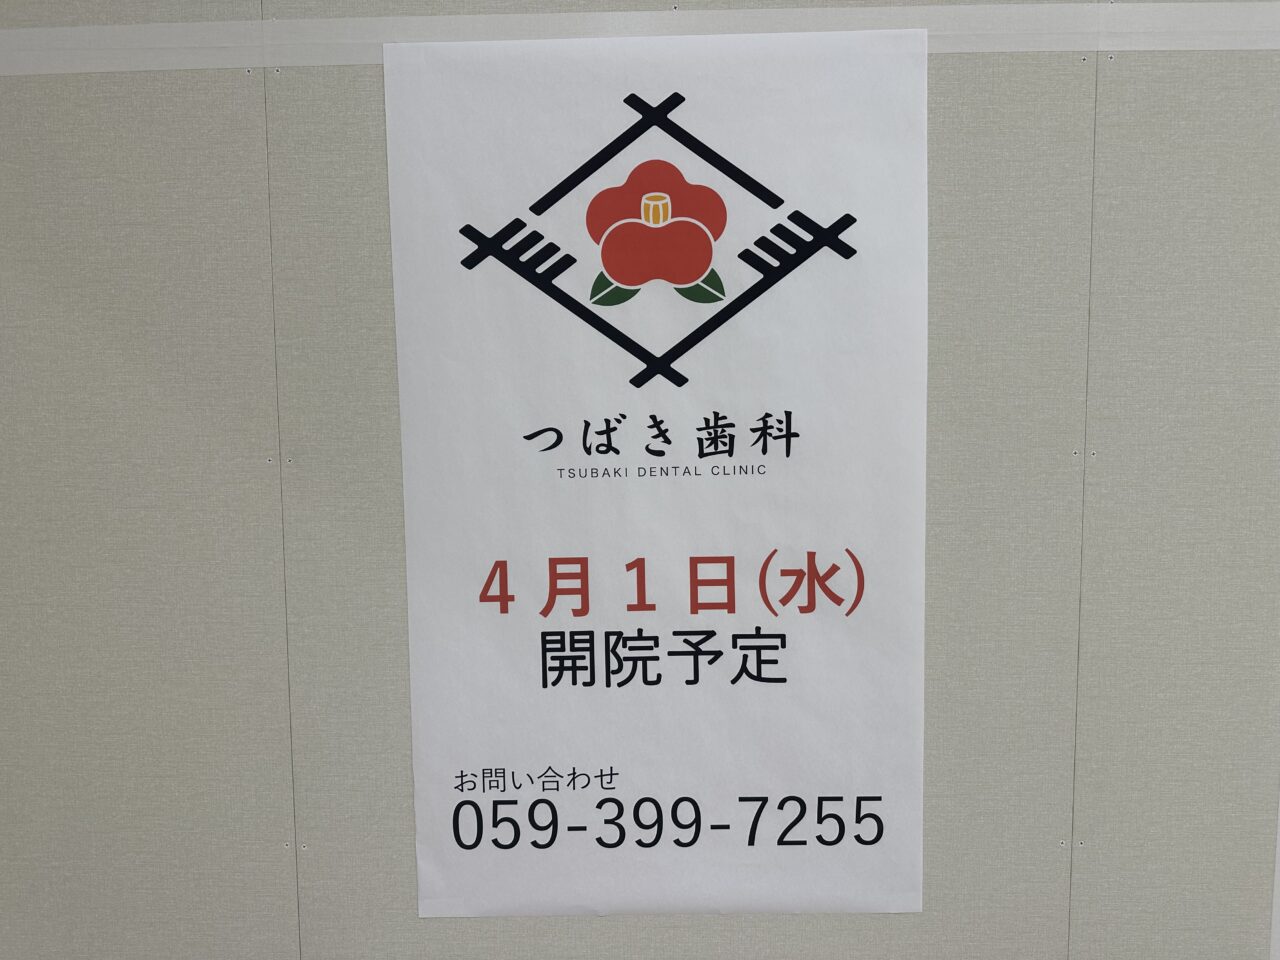 つばき歯科
TSUBAKI DENTAL CLINIC
4月1日(水)
開院予定
お問い合わせ
059-399-7255